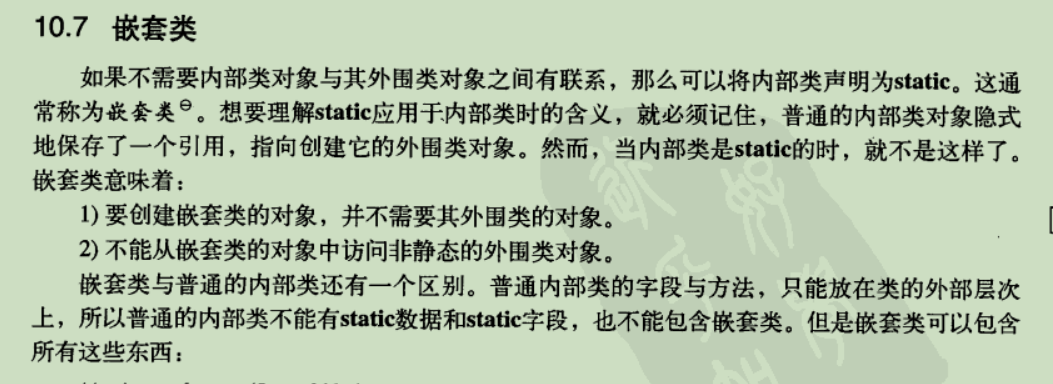 10.7 嵌套类
如果不需要内部类对象与其外围类对象之间有联系，那么可以将内部类声明为static。这通
常称为嵌套类⊖。想要理解static应用于内部类时的含义，就必须记住，普通的内部类对象隐式
地保存了一个引用，指向创建它的外围类对象。然而，当内部类是static的时，就不是这样了。
嵌套类意味着：
1) 要创建嵌套类的对象，并不需要其外围类的对象。
2) 不能从嵌套类的对象中访问非静态的外围类对象。
嵌套类与普通的内部类还有一个区别。普通内部类的字段与方法，只能放在类的外部层次
上，所以普通的内部类不能有static数据和static字段，也不能包含嵌套类。但是嵌套类可以包含
所有这些东西：